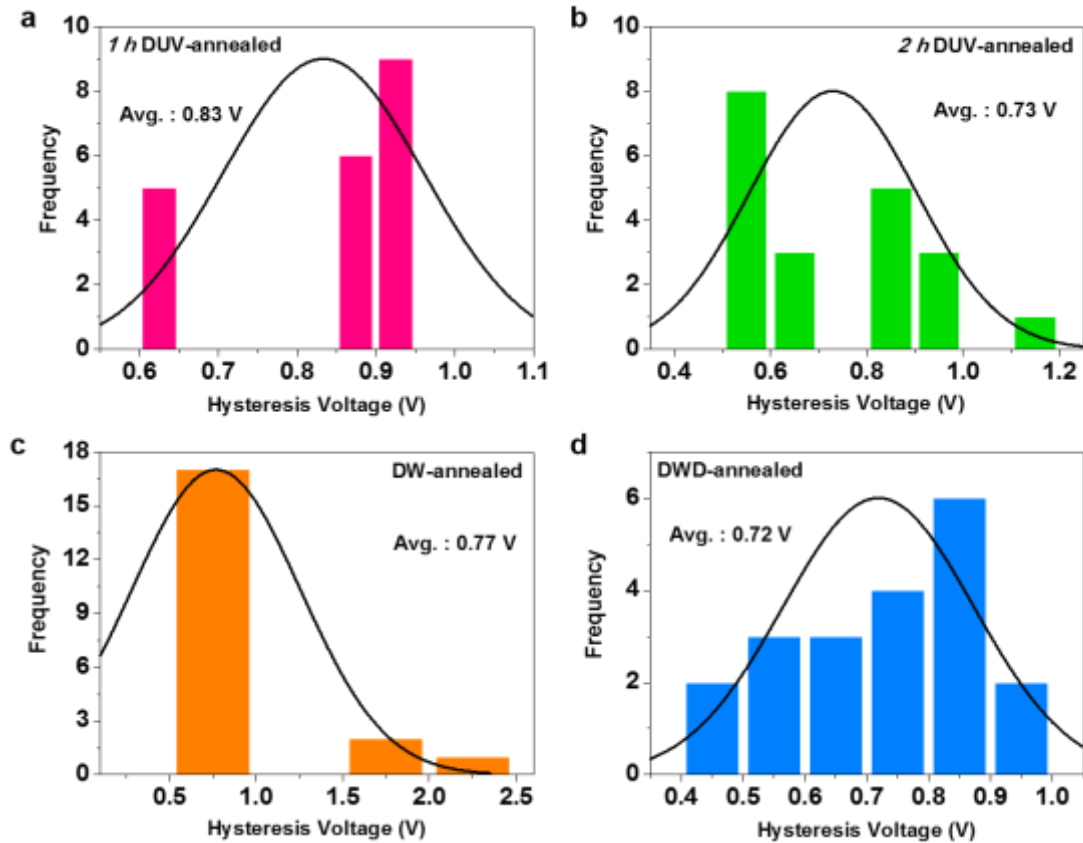 a
1 h DUV-annealed
Avg. : 0.83 V
Frequency
10
8
6
4
2
0
0.6 0.7 0.8 0.9 1.0 1.1
Hysteresis Voltage (V)
b
2 h DUV-annealed
Avg. : 0.73 V
Frequency
10
8
6
4
2
0
0.4 0.6 0.8 1.0 1.2
Hysteresis Voltage (V)
c
DW-annealed
Avg. : 0.77 V
Frequency
18
15
12
9
6
3
0
0.5 1.0 1.5 2.0 2.5
Hysteresis Voltage (V)
d
DWD-annealed
Avg. : 0.72 V
Frequency
6
4
2
0
0.4 0.5 0.6 0.7 0.8 0.9 1.0
Hysteresis Voltage (V)